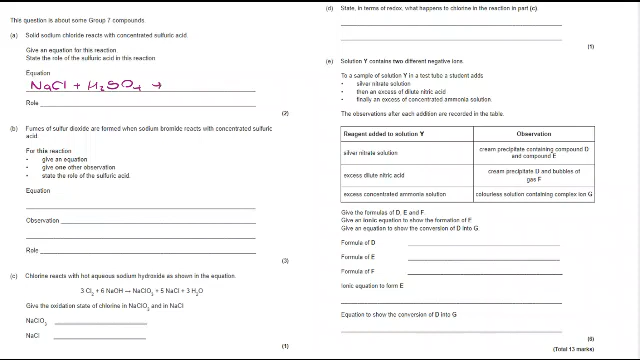 This question is about some Group 7 compounds.
(a) Solid sodium chloride reacts with concentrated sulfuric acid.
Give an equation for this reaction.
State the role of the sulfuric acid in this reaction
Equation
NaCl + H₂SO₄ →
Role
(2)
(b) Fumes of sulfur dioxide are formed when sodium bromide reacts with concentrated sulfuric
acid.
For this reaction
• give an equation
• give one other observation
• state the role of the sulfuric acid.
Equation
Observation
Role
(3)
(c) Chlorine reacts with hot aqueous sodium hydroxide as shown in the equation.
3 Cl₂ + 6 NaOH → NaClO₃ + 5 NaCl + 3 H₂O
Give the oxidation state of chlorine in NaClO₃ and in NaCl
NaClO₃
NaCl
(1)
(d) State, in terms of redox, what happens to chlorine in the reaction in part (c).
(1)
(e) Solution Y contains two different negative ions.
To a sample of solution Y in a test tube a student adds
• silver nitrate solution
• then an excess of dilute nitric acid
• finally an excess of concentrated ammonia solution.
The observations after each addition are recorded in the table.
Reagent added to solution Y Observation
silver nitrate solution cream precipitate containing compound D
and compound E
excess dilute nitric acid cream precipitate D and bubbles of
gas F
excess concentrated ammonia solution colourless solution containing complex ion G
Give the formulas of D, E and F.
Give an ionic equation to show the formation of E
Give an equation to show the conversion of D into G.
Formula of D
Formula of E
Formula of F
Ionic equation to form E
Equation to show the conversion of D into G
(6)
(Total 13 marks)